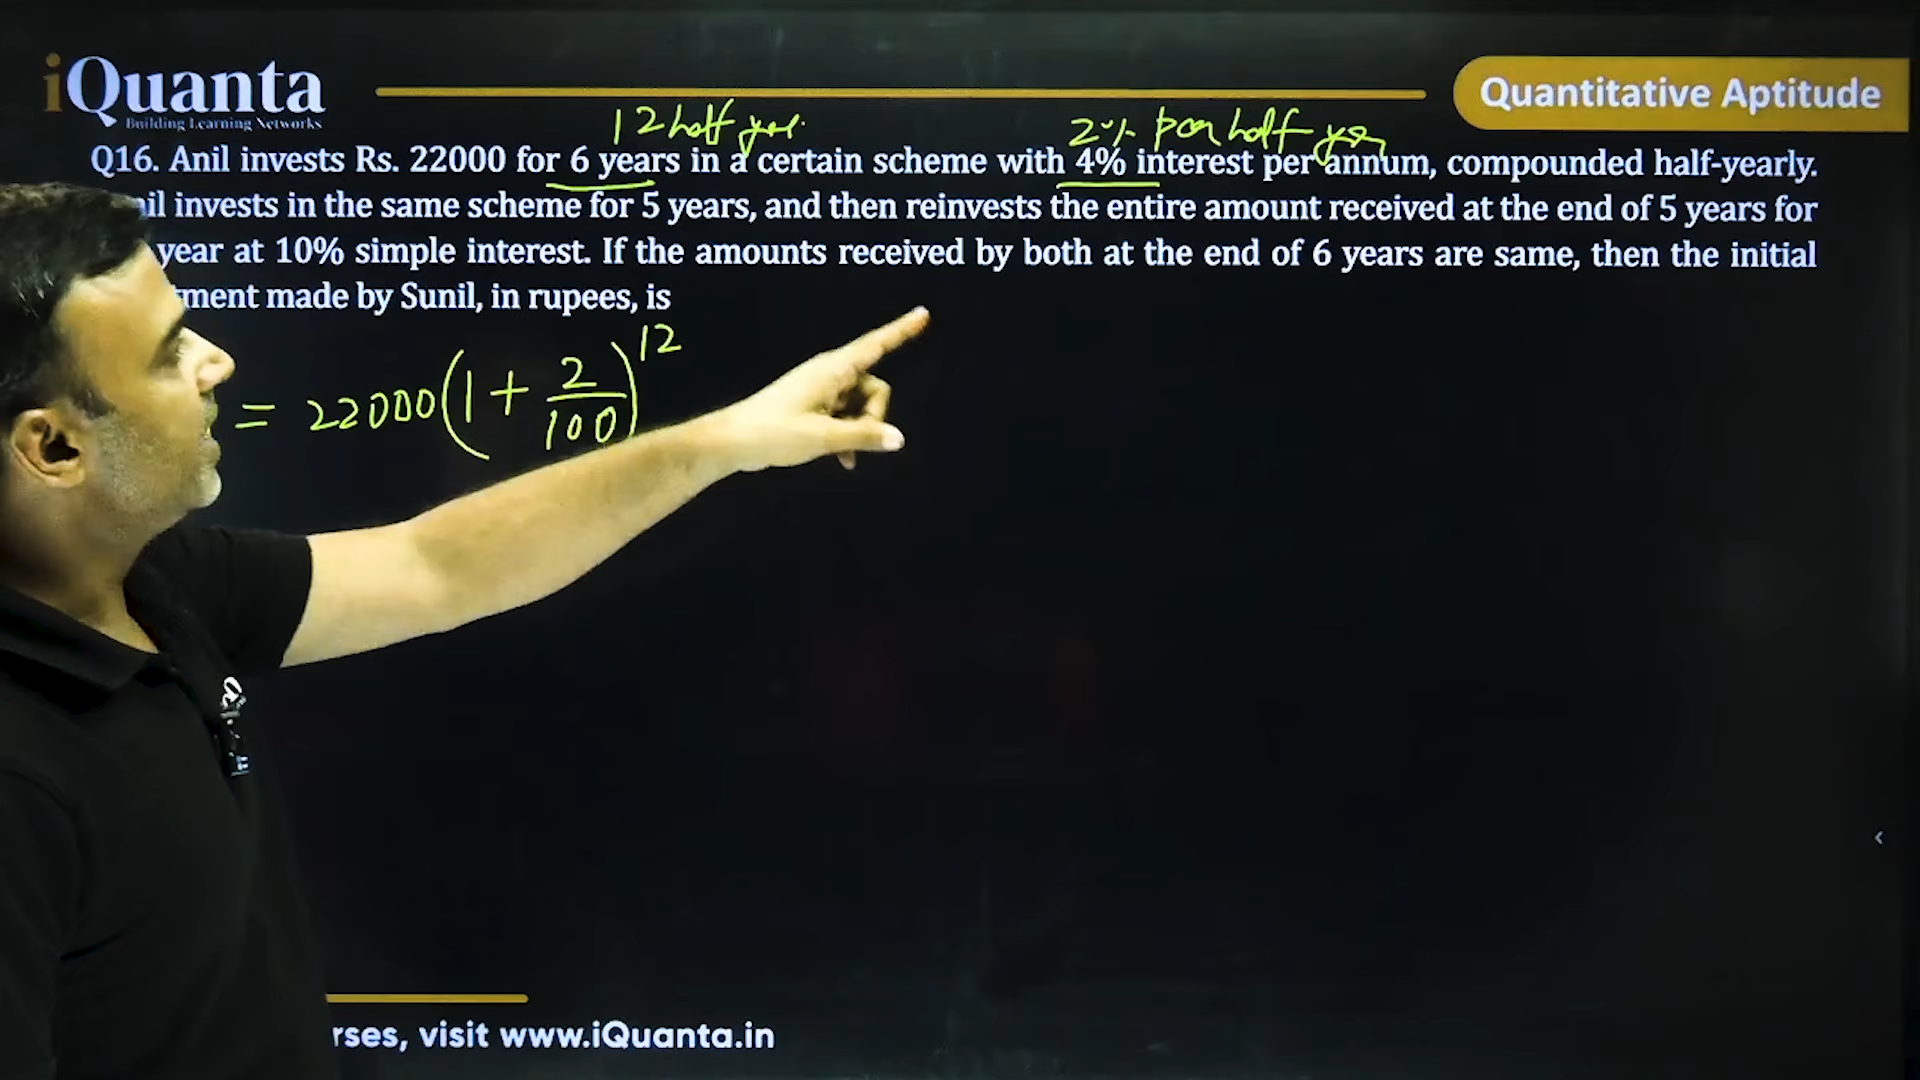 iQuanta
Building Learning Networks
Quantitative Aptitude
12 half year.
2% per half year
Q16. Anil invests Rs. 22000 for 6 years in a certain scheme with 4% interest per annum, compounded half-yearly.
nil invests in the same scheme for 5 years, and then reinvests the entire amount received at the end of 5 years for
year at 10% simple interest. If the amounts received by both at the end of 6 years are same, then the initial
tment made by Sunil, in rupees, is
= 22000(1 + 2/100)^12
rses, visit www.iQuanta.in